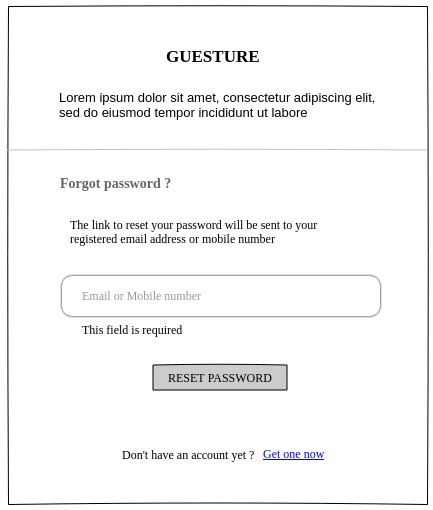 GUESTURE
Lorem ipsum dolor sit amet, consectetur adipiscing elit,
sed do eiusmod tempor incididunt ut labore
Forgot password ?
The link to reset your password will be sent to your
registered email address or mobile number
Email or Mobile number
This field is required
RESET PASSWORD
Don't have an account yet ? Get one now